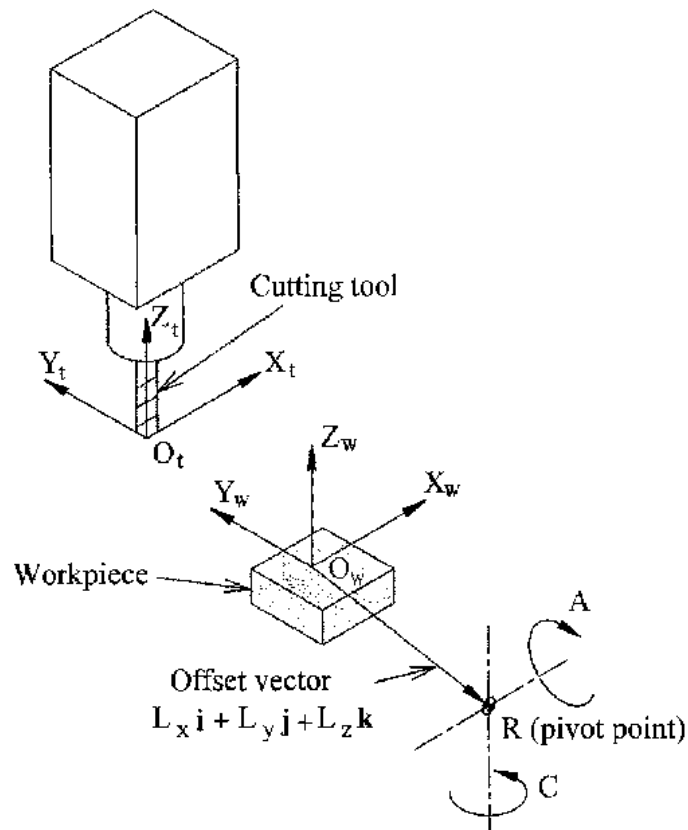 Cutting tool
Z_t
Y_t
X_t
O_t
Z_w
Y_w
X_w
O_w
Workpiece
A
Offset vector
L_x i + L_y j + L_z k
R (pivot point)
C